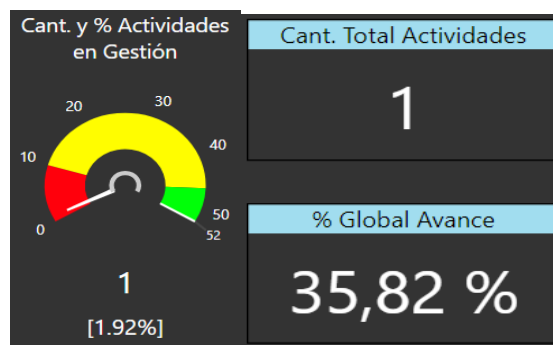 Cant. y % Actividades
en Gestión
20
30
10
40
0
50
52
1
[1.92%]
Cant. Total Actividades
1
% Global Avance
35,82 %